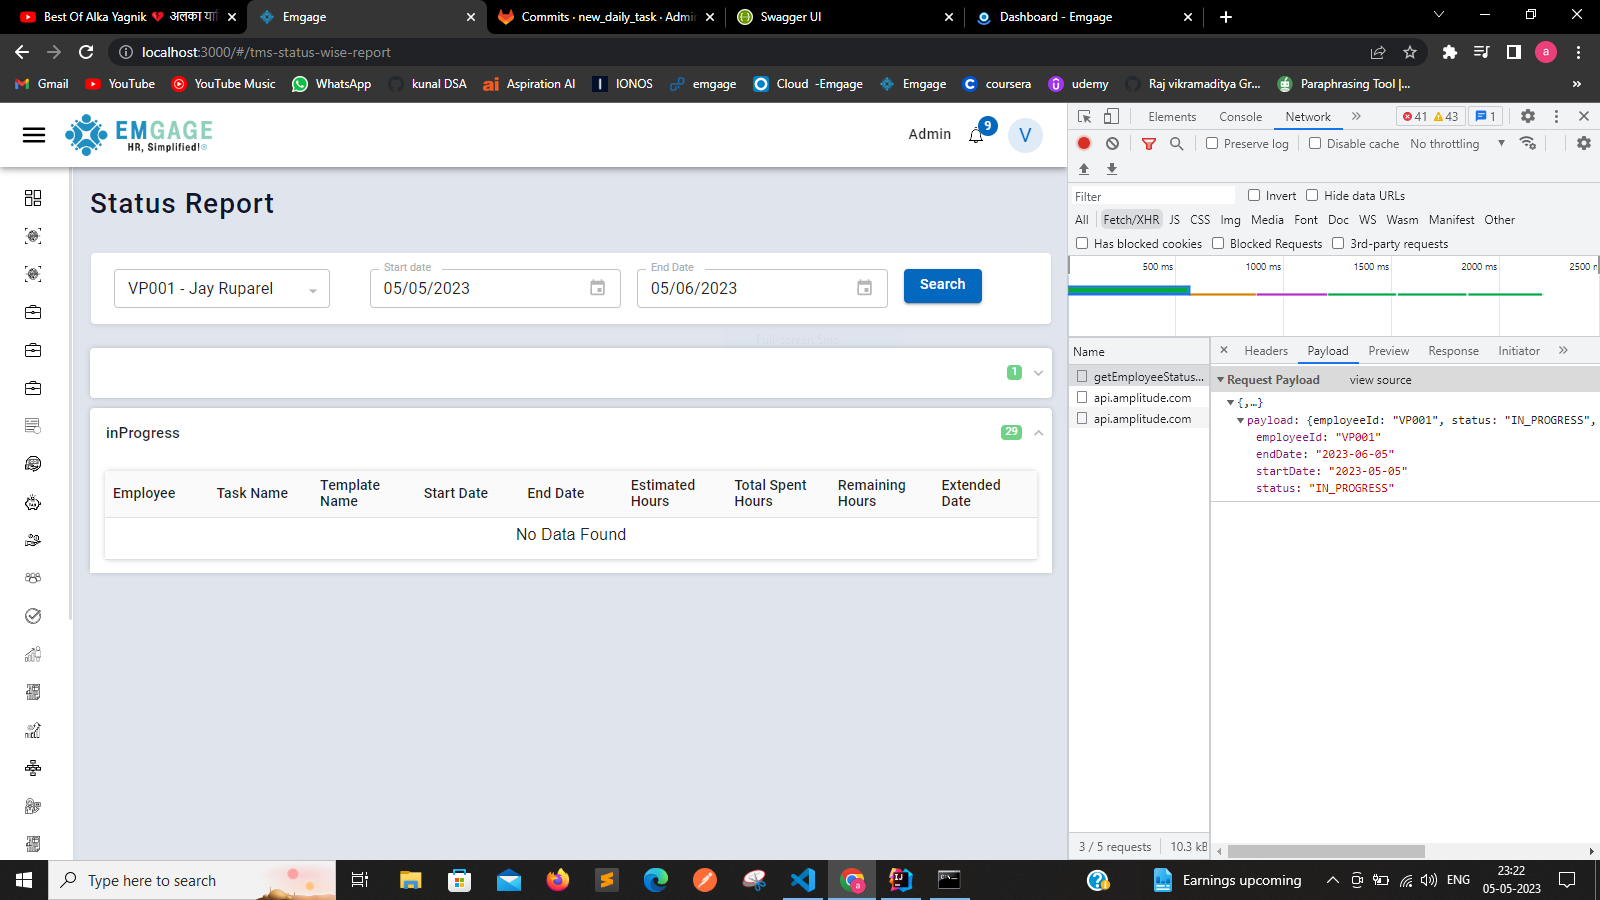 Best Of Alka Yagnik 💔 अलका या
Emgage
Commits · new_daily_task · Admi
Swagger UI
Dashboard - Emgage
localhost:3000/#/tms-status-wise-report
a
Gmail
YouTube
YouTube Music
WhatsApp
kunal DSA
ai Aspiration AI
IONOS
emgage
Cloud -Emgage
Emgage
coursera
udemy
Raj vikramaditya Gr...
Paraphrasing Tool |...
»
EMGAGE
HR, Simplified!®
Admin
9
V
Status Report
VP001 - Jay Ruparel
Start date
05/05/2023
End Date
05/06/2023
Search
1
inProgress
29
Employee
Task Name
Template Name
Start Date
End Date
Estimated Hours
Total Spent Hours
Remaining Hours
Extended Date
No Data Found
Elements
Console
Network
»
41
43
1
Preserve log
Disable cache
No throttling
Filter
Invert
Hide data URLs
All
Fetch/XHR
JS
CSS
Img
Media
Font
Doc
WS
Wasm
Manifest
Other
Has blocked cookies
Blocked Requests
3rd-party requests
500 ms
1000 ms
1500 ms
2000 ms
2500 n
Name
getEmployeeStatus...
api.amplitude.com
api.amplitude.com
Headers
Payload
Preview
Response
Initiator
»
Request Payload
view source
{,…}
payload: {employeeId: "VP001", status: "IN_PROGRESS",
employeeId: "VP001"
endDate: "2023-06-05"
startDate: "2023-05-05"
status: "IN_PROGRESS"
3 / 5 requests
10.3 kB
Type here to search
Earnings upcoming
ENG
23:22
05-05-2023